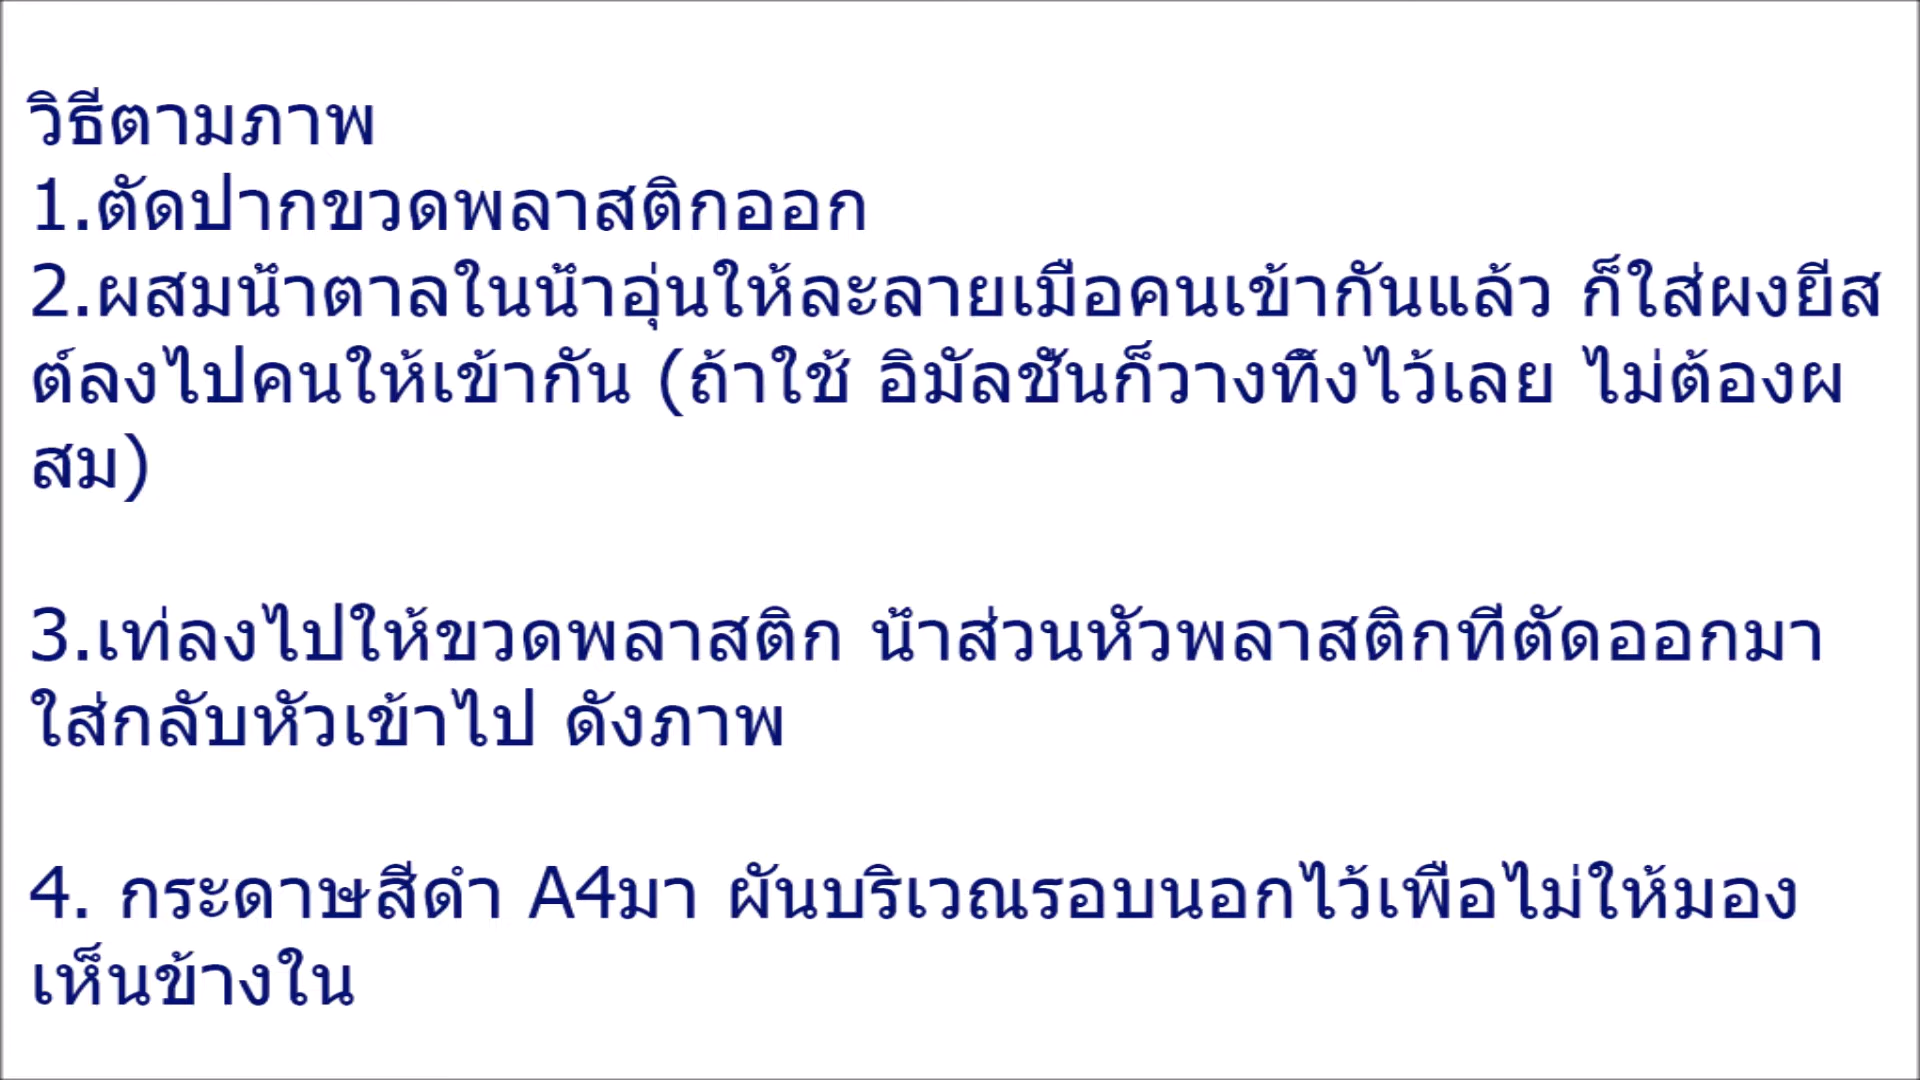 วิธีตามภาพ
1.ตัดปากขวดพลาสติกออก
2.ผสมน้ำตาลในน้ำอุ่นให้ละลายเมื่อคนเข้ากันแล้ว ก็ใส่ผงยีส
ต์ลงไปคนให้เข้ากัน (ถ้าใช้ อิมัลชั่นก็วางทิ้งไว้เลย ไม่ต้องผ
สม)
3.เท่ลงไปให้ขวดพลาสติก น้ำส่วนหัวพลาสติกที่ตัดออกมา
ใส่กลับหัวเข้าไป ดังภาพ
4. กระดาษสีดำ A4มา ผันบริเวณรอบนอกไว้เพื่อไม่ให้มอง
เห็นข้างใน